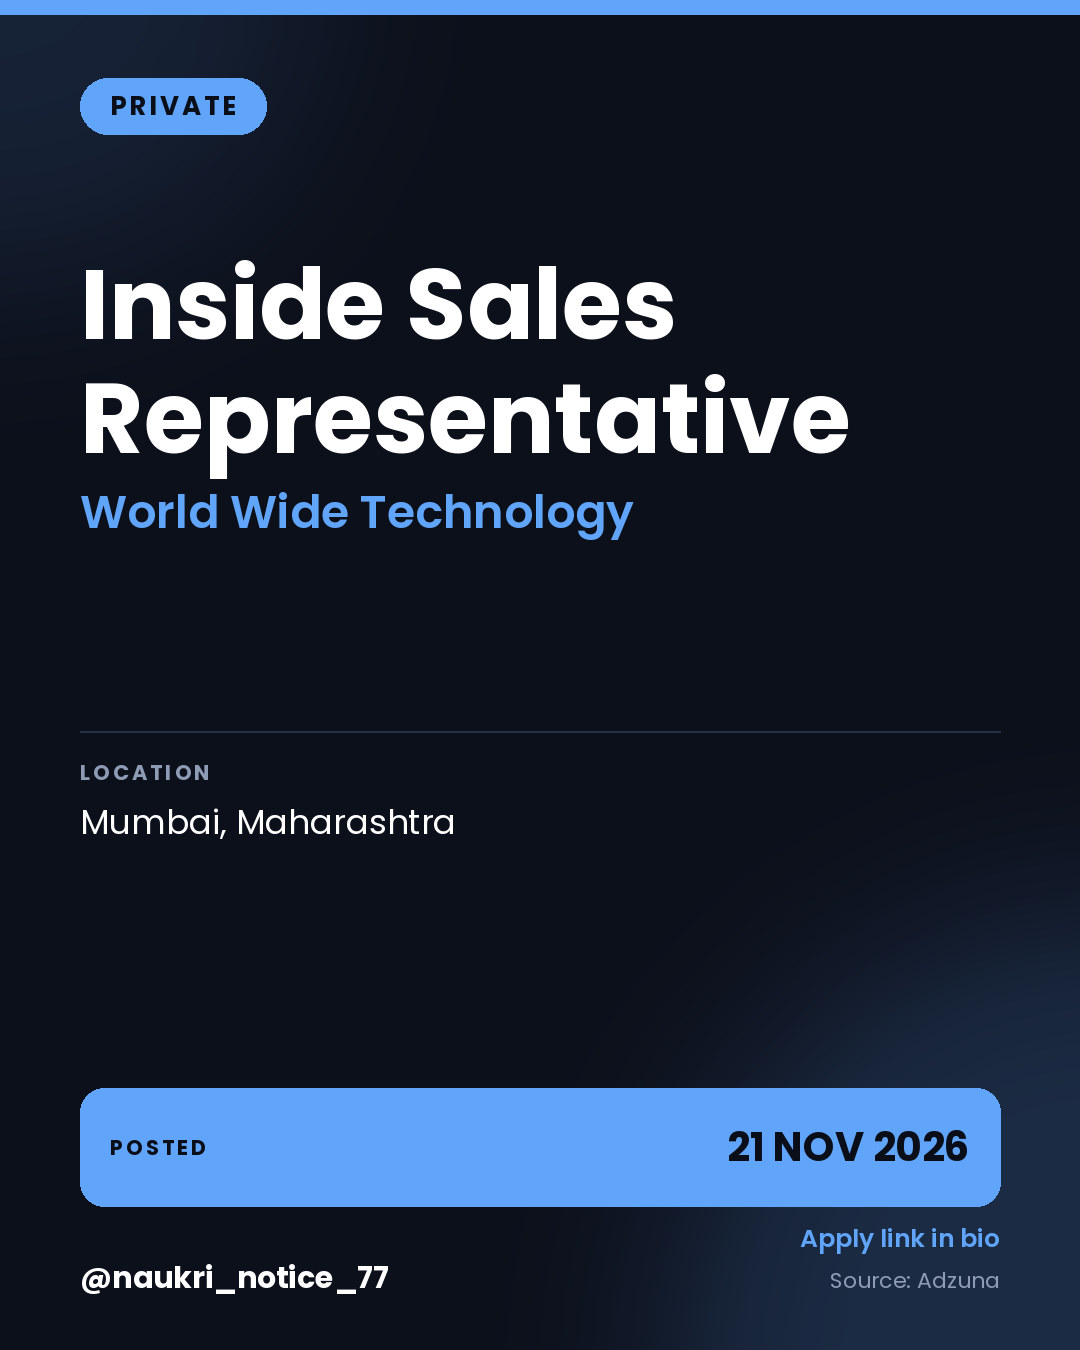 PRIVATE
Inside Sales
Representative
World Wide Technology
LOCATION
Mumbai, Maharashtra
POSTED
21 NOV 2026
Apply link in bio
@naukri_notice_77
Source: Adzuna